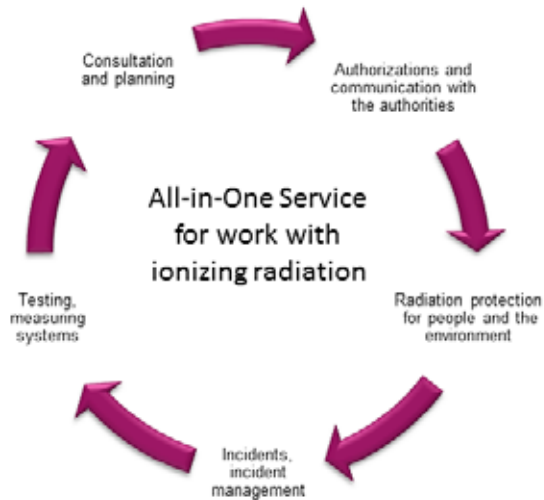 Consultation
and planning
Authorizations and
communication with
the authorities
All-in-One Service
for work with
ionizing radiation
Testing,
measuring
systems
Radiation protection
for people and the
environment
Incidents,
incident
management